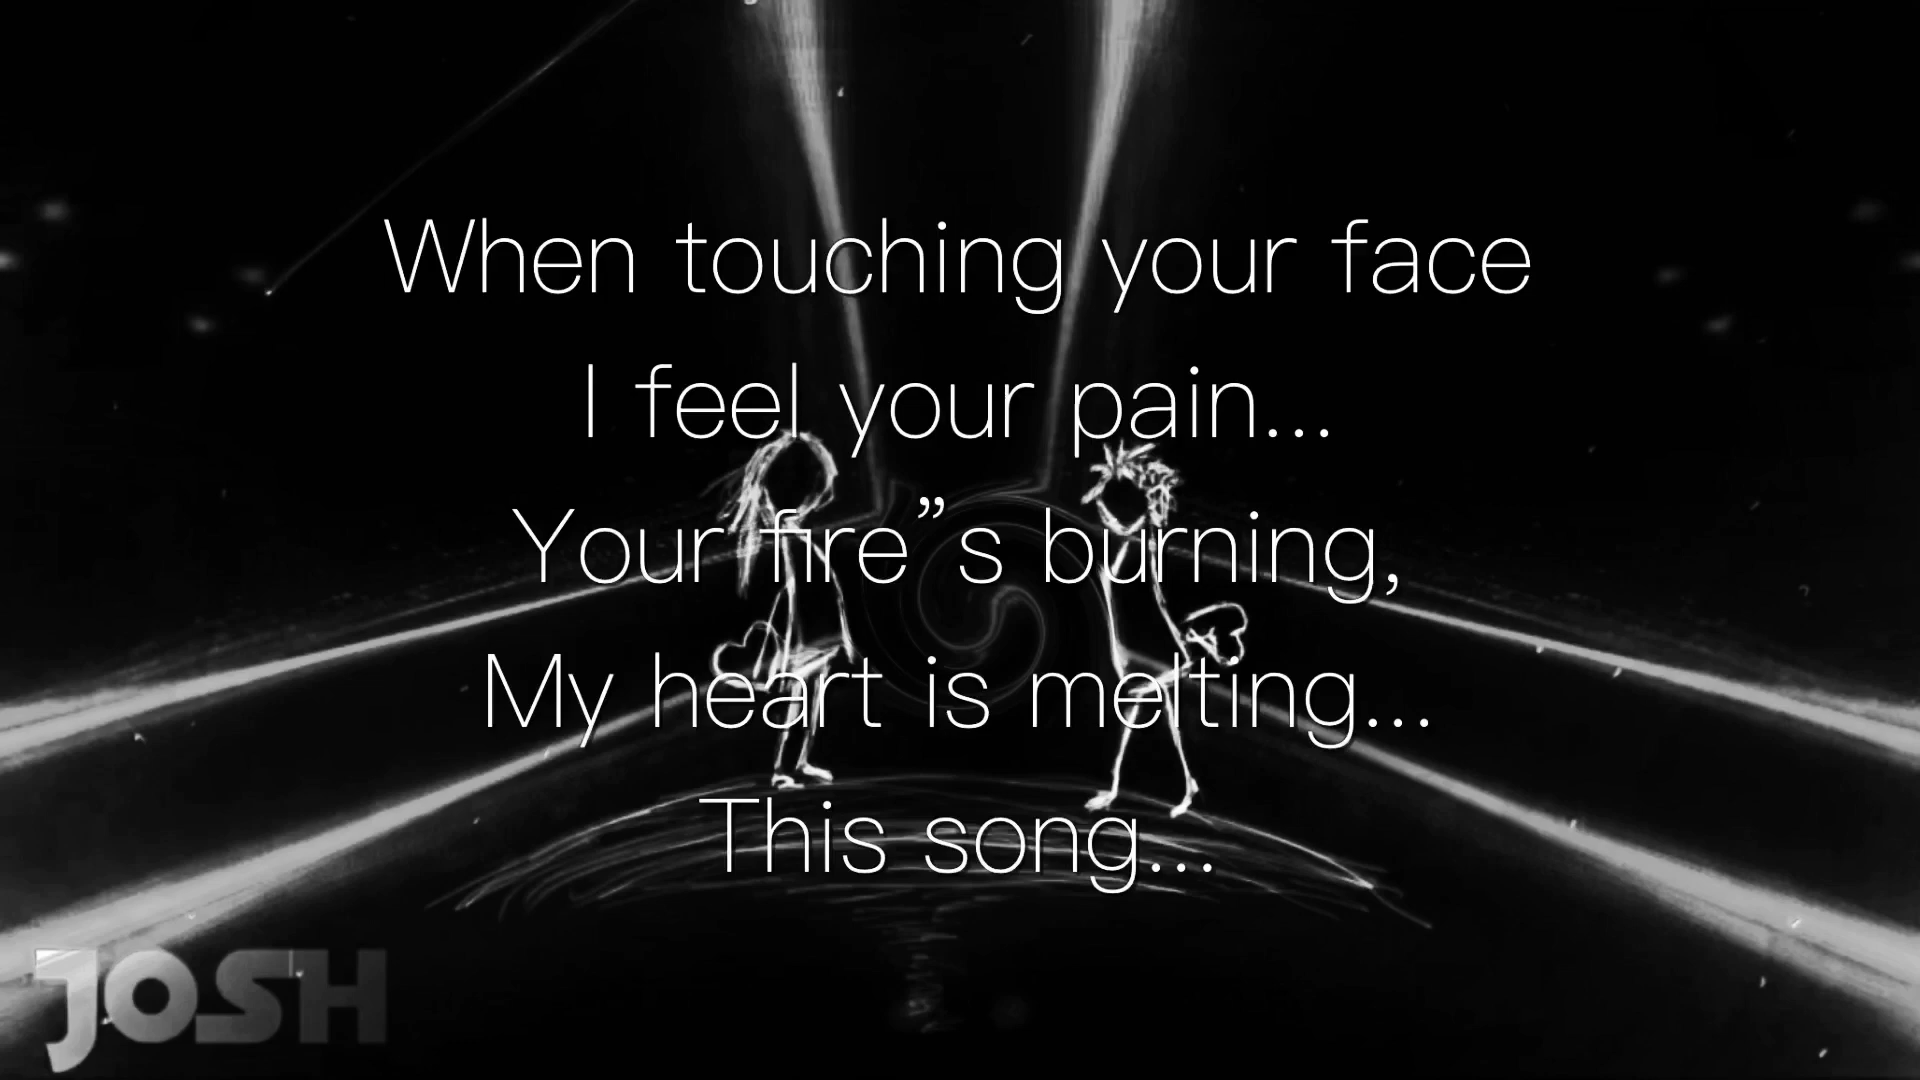 When touching your face
I feel your pain...
Your fire”s burning,
My heart is melting...
This song...
JOSH